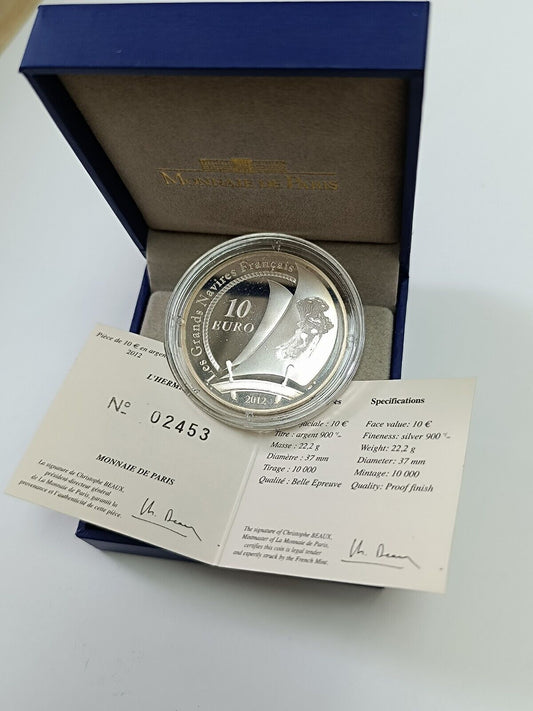 MONNAIE DE PARIS
Les Grands Navires Français
10
EURO
2012
Pièce de 10 € en argent
2012
L'HERM
N° 02453
MONNAIE DE PARIS
La signature de Christophe BEAUX,
président-directeur général
de La Monnaie de Paris, garantit la
provenance et l'authenticité de cette pièce.
faciale : 10 €
Titre : argent 900 ‰
Masse : 22,2 g
Diamètre : 37 mm
Tirage : 10 000
Qualité : Belle Epreuve
Specifications
Face value: 10 €
Fineness: silver 900 ‰
Weight: 22,2 g
Diameter: 37 mm
Mintage: 10 000
Quality: Proof finish
The signature of Christophe BEAUX,
Mintmaster of La Monnaie de Paris,
certifies this coin is legal tender
and expertly struck by the French Mint.